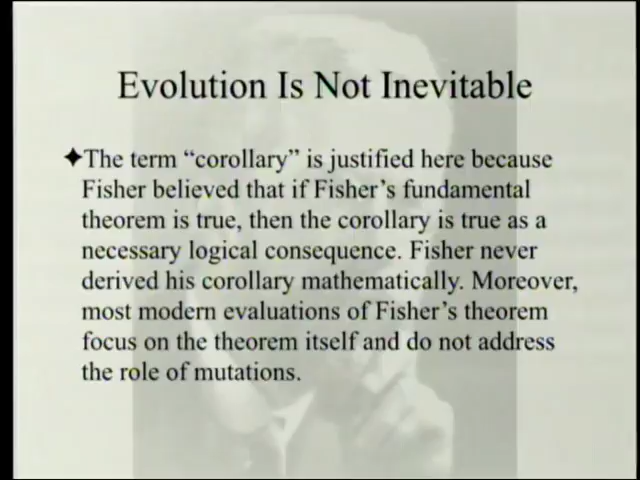 Evolution Is Not Inevitable
✦The term “corollary” is justified here because
Fisher believed that if Fisher’s fundamental
theorem is true, then the corollary is true as a
necessary logical consequence. Fisher never
derived his corollary mathematically. Moreover,
most modern evaluations of Fisher’s theorem
focus on the theorem itself and do not address
the role of mutations.